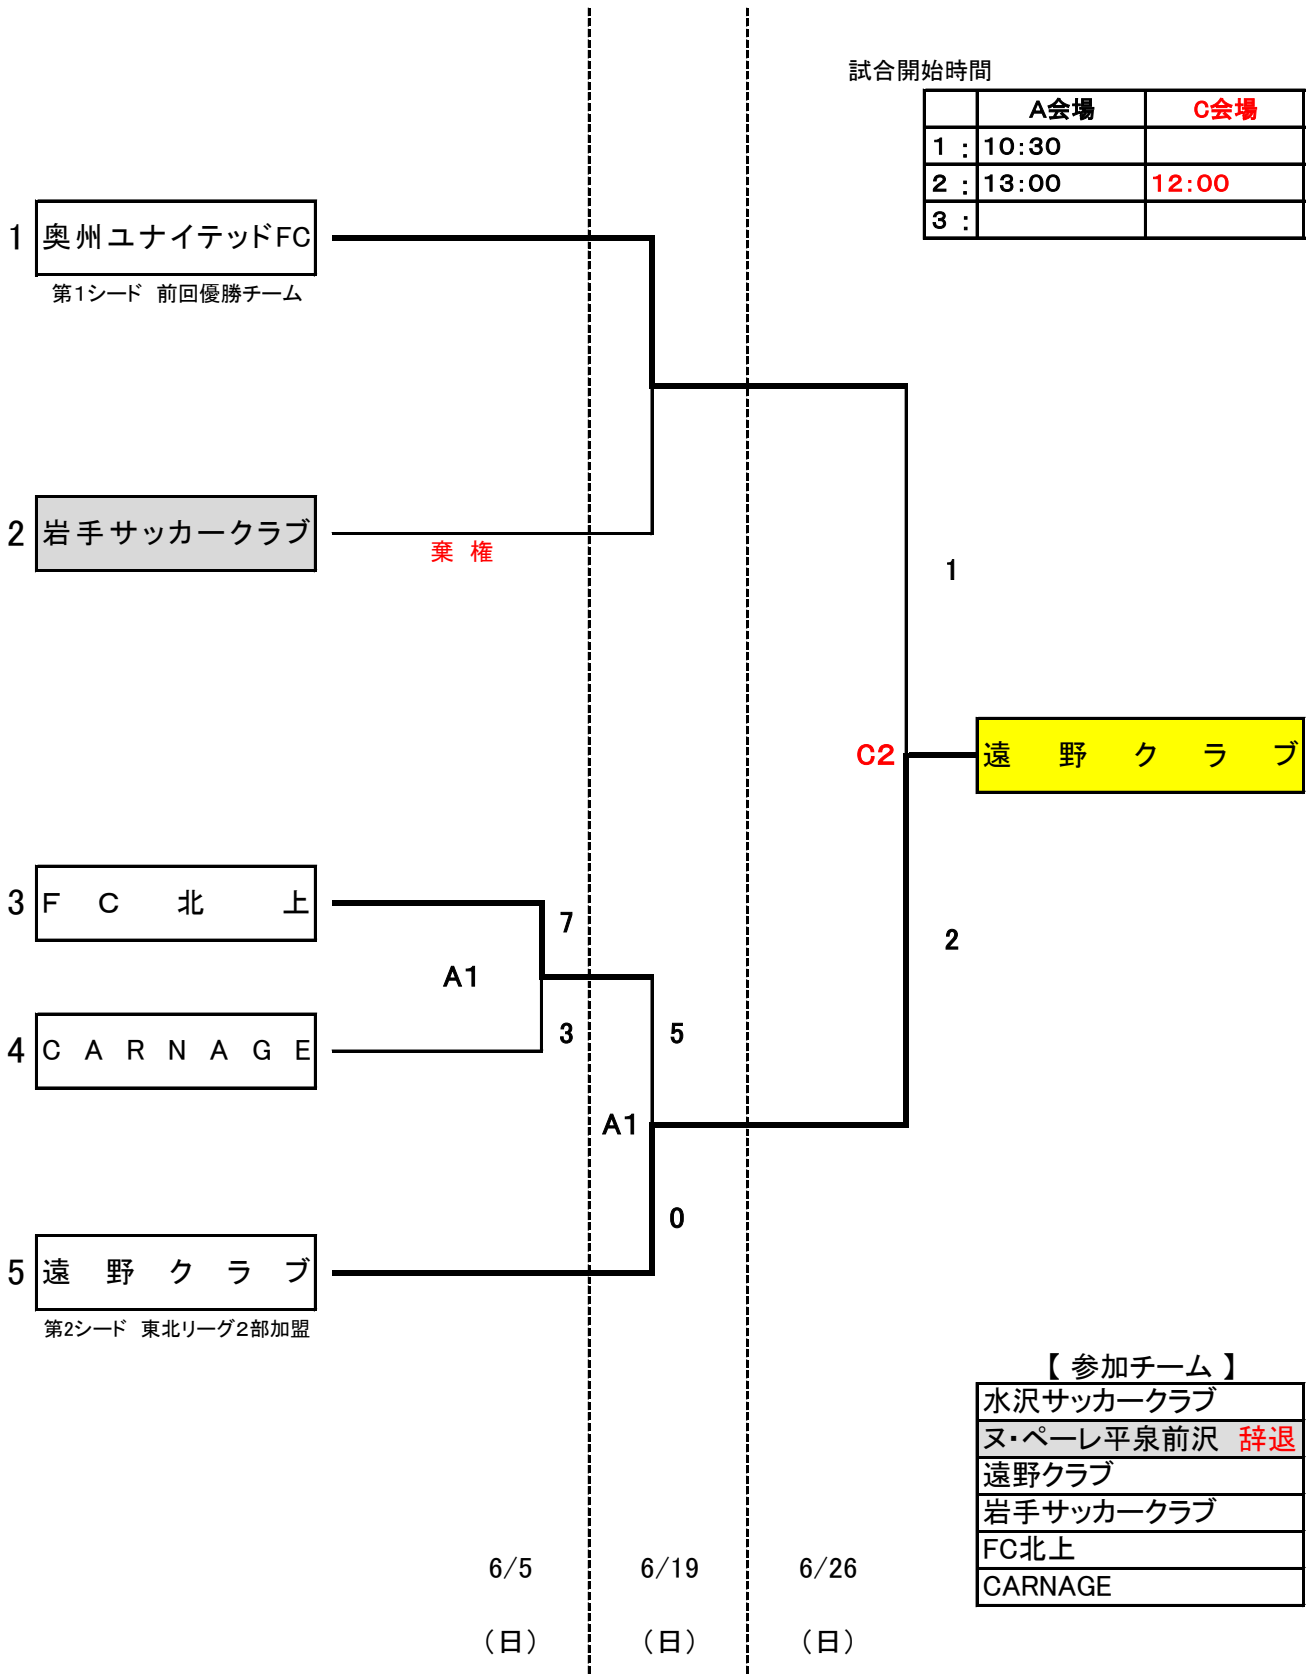 試合開始時間
A会場 C会場
1 : 10:30
2 : 13:00 12:00
3 :
1 奥州ユナイテッドFC
第1シード 前回優勝チーム
2 岩手サッカークラブ
棄 権
1
C2 遠野クラブ
3 FC北上
7
2
A1
4 CARNAGE
3
5
A1
0
5 遠野クラブ
第2シード 東北リーグ2部加盟
【 参加チーム 】
水沢サッカークラブ
ヌ・ペーレ平泉前沢 辞退
遠野クラブ
岩手サッカークラブ
FC北上
CARNAGE
6/5 6/19 6/26
(日) (日) (日)